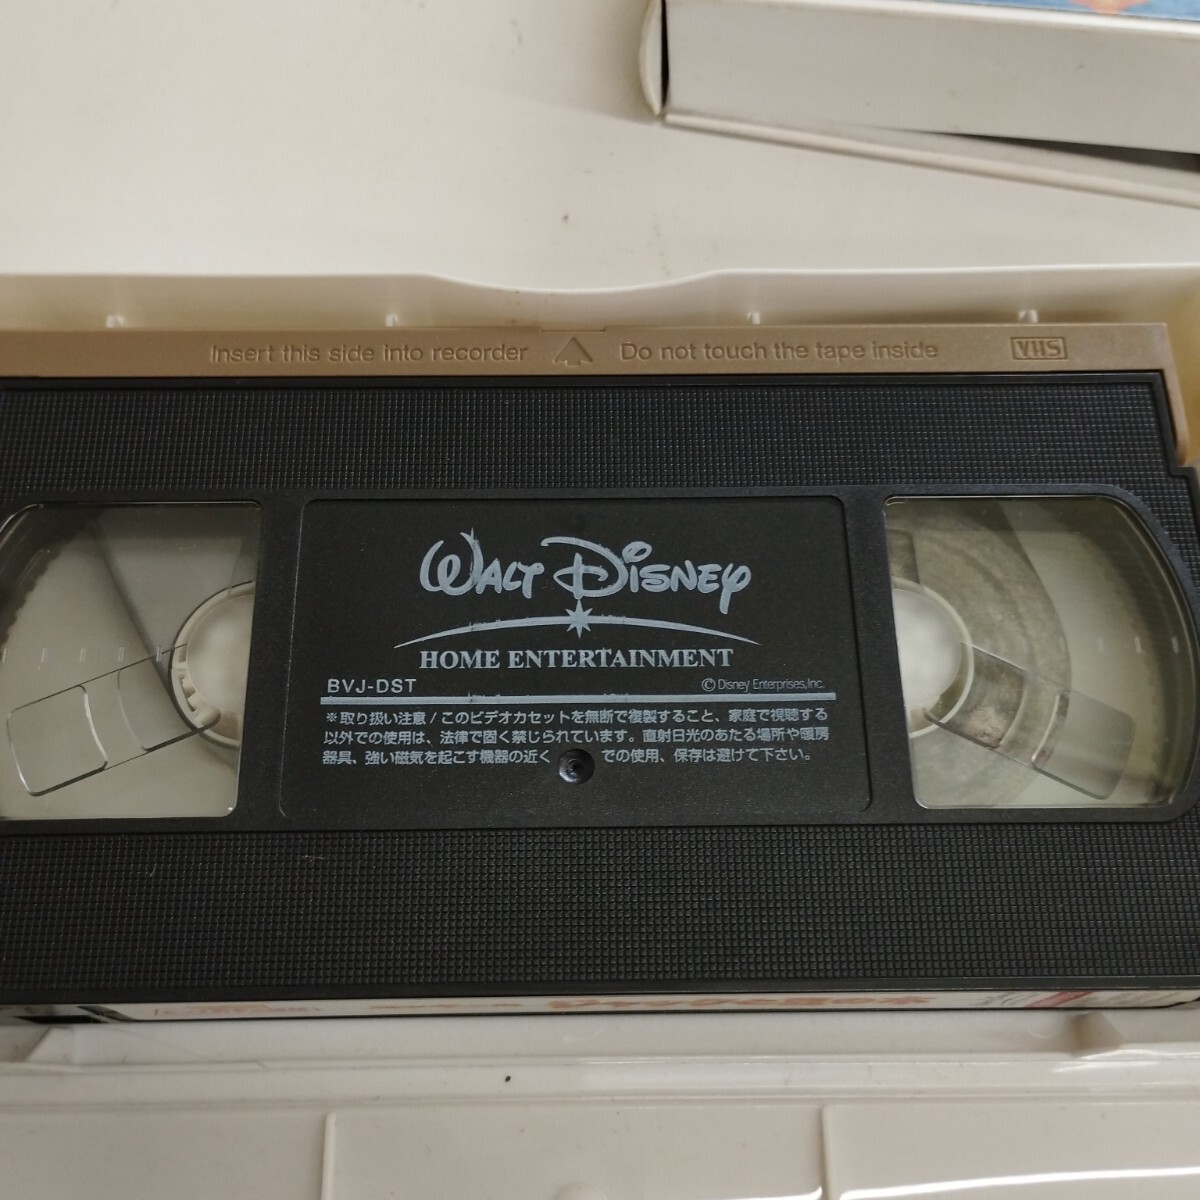 Insert this side into recorder Do not touch the tape inside VHS
WALT DISNEY
HOME ENTERTAINMENT
BVJ-DST ©Disney Enterprises,Inc.
※取り扱い注意/このビデオカセットを無断で複製すること、家庭で視聴する
以外での使用は、法律で固く禁じられています。直射日光のあたる場所や暖房
器具、強い磁気を起こす機器の近く での使用、保存は避けて下さい。